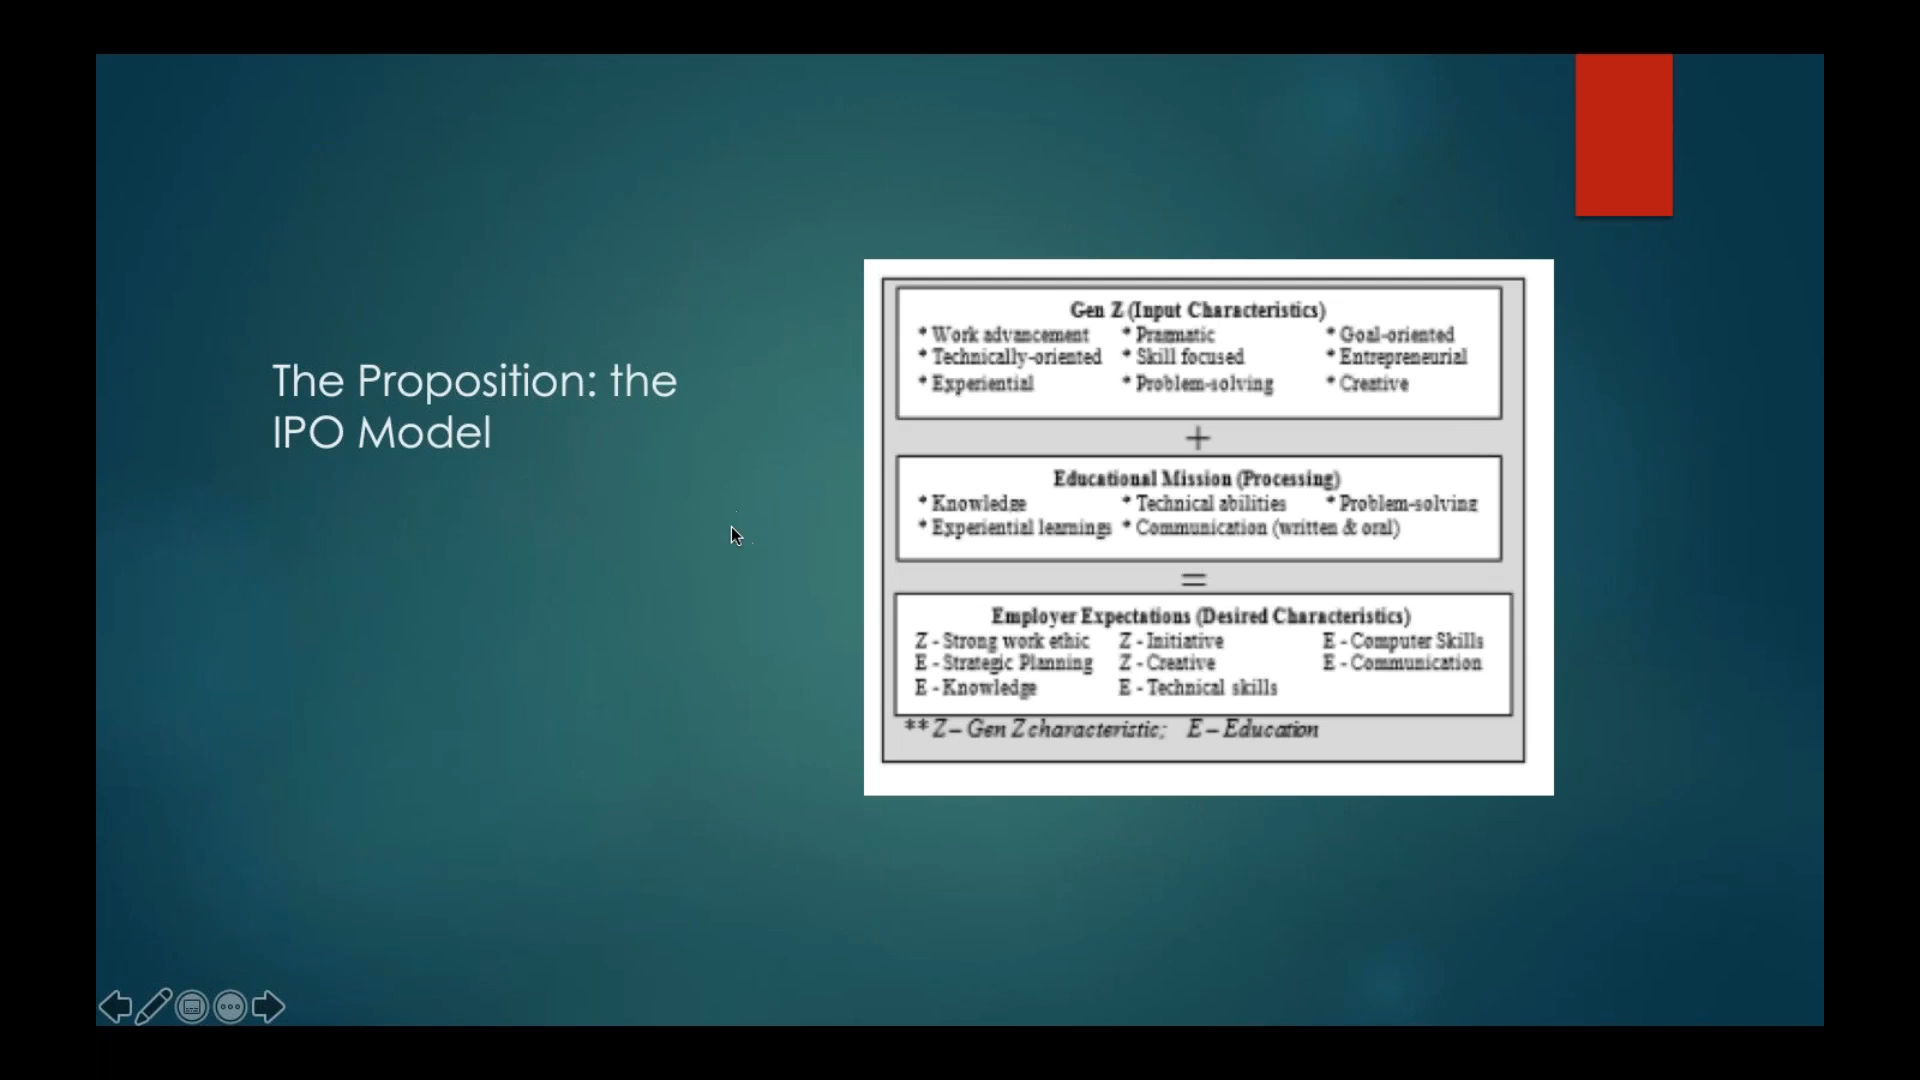 The Proposition: the
IPO Model
Gen Z (Input Characteristics)
* Work advancement * Pragmatic * Goal-oriented
* Technically-oriented * Skill focused * Entrepreneurial
* Experiential * Problem-solving * Creative
+
Educational Mission (Processing)
* Knowledge * Technical abilities * Problem-solving
* Experiential learnings * Communication (written & oral)
=
Employer Expectations (Desired Characteristics)
Z - Strong work ethic Z - Initiative E - Computer Skills
E - Strategic Planning Z - Creative E - Communication
E - Knowledge E - Technical skills
** Z – Gen Z characteristic; E – Education